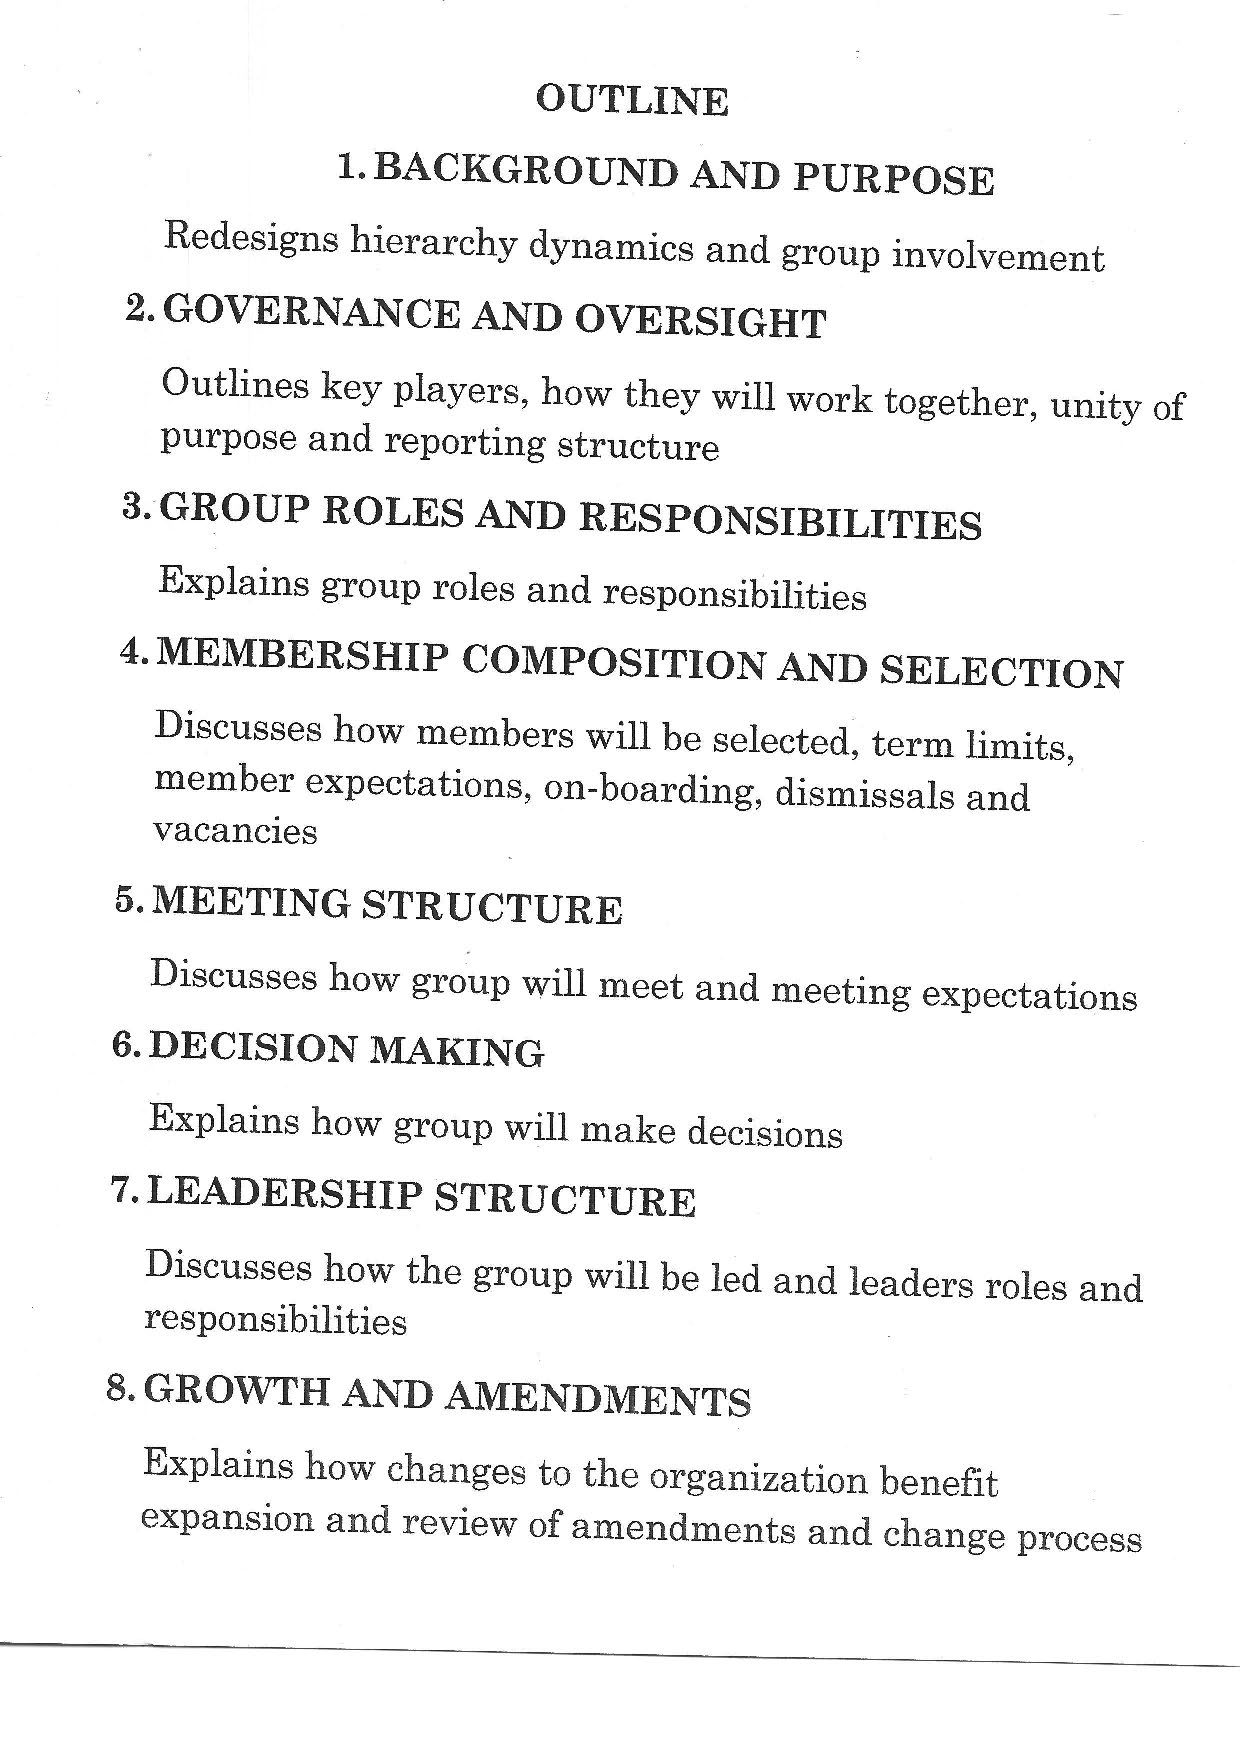 OUTLINE
1. BACKGROUND AND PURPOSE
Redesigns hierarchy dynamics and group involvement
2. GOVERNANCE AND OVERSIGHT
Outlines key players, how they will work together, unity of
purpose and reporting structure
3. GROUP ROLES AND RESPONSIBILITIES
Explains group roles and responsibilities
4. MEMBERSHIP COMPOSITION AND SELECTION
Discusses how members will be selected, term limits,
member expectations, on-boarding, dismissals and
vacancies
5. MEETING STRUCTURE
Discusses how group will meet and meeting expectations
6. DECISION MAKING
Explains how group will make decisions
7. LEADERSHIP STRUCTURE
Discusses how the group will be led and leaders roles and
responsibilities
8. GROWTH AND AMENDMENTS
Explains how changes to the organization benefit
expansion and review of amendments and change process